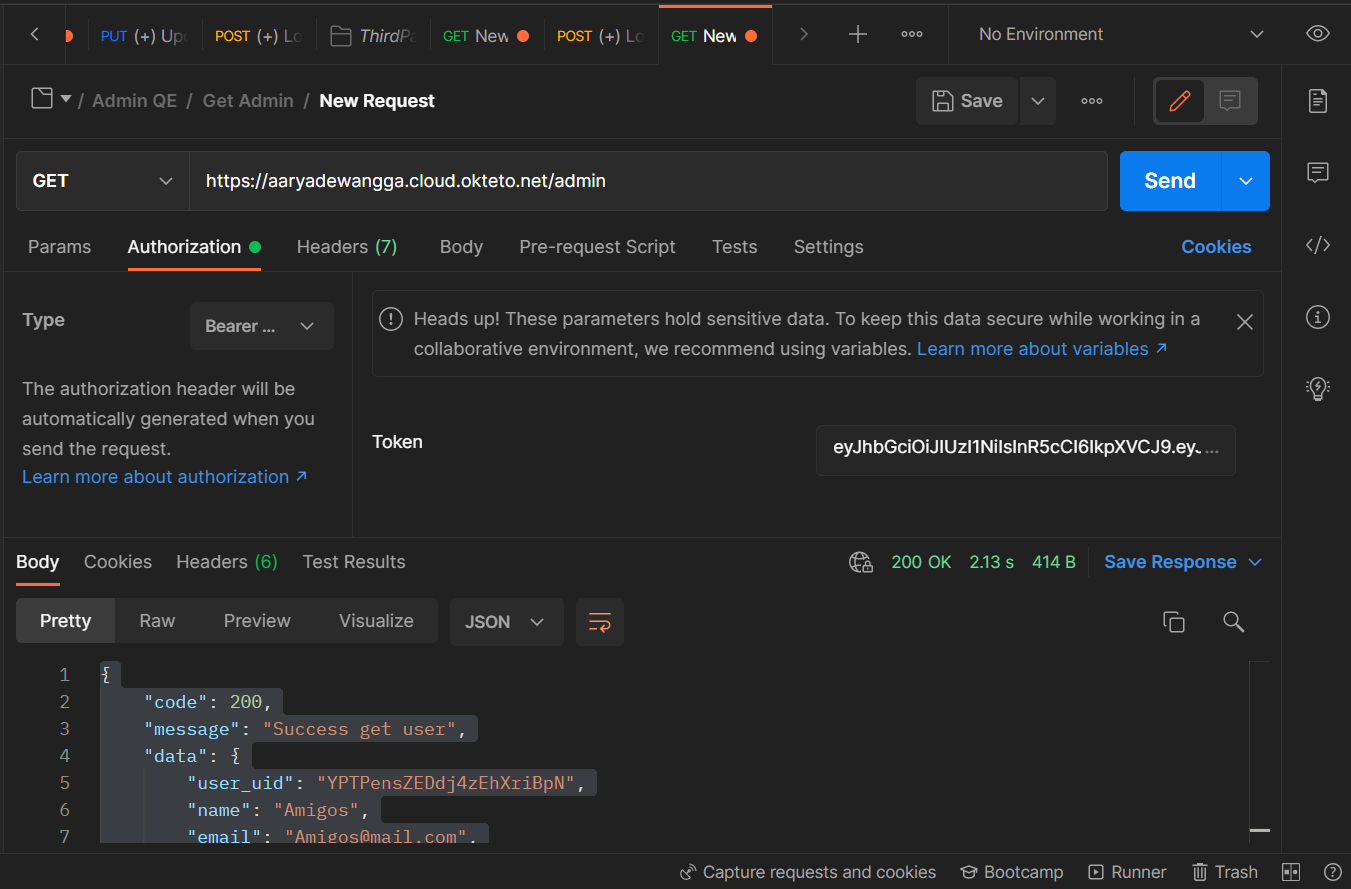 PUT (+) Upd
POST (+) Lo
ThirdPa
GET New
POST (+) Lo
GET New
No Environment
/ Admin QE / Get Admin / New Request
Save
GET
https://aaryadewangga.cloud.okteto.net/admin
Send
Params
Authorization
Headers (7)
Body
Pre-request Script
Tests
Settings
Cookies
Type
Bearer ...
The authorization header will be
automatically generated when you
send the request.
Learn more about authorization ↗
Heads up! These parameters hold sensitive data. To keep this data secure while working in a
collaborative environment, we recommend using variables. Learn more about variables ↗
Token
eyJhbGciOiJIUzI1NiIsInR5cCI6IkpXVCJ9.eyJ...
Body
Cookies
Headers (6)
Test Results
200 OK
2.13 s
414 B
Save Response
Pretty
Raw
Preview
Visualize
JSON
1 {
2 "code": 200,
3 "message": "Success get user",
4 "data": {
5 "user_uid": "YPTPensZEDdj4zEhXriBpN",
6 "name": "Amigos",
7 "email": "Amigos@mail.com",
Capture requests and cookies
Bootcamp
Runner
Trash